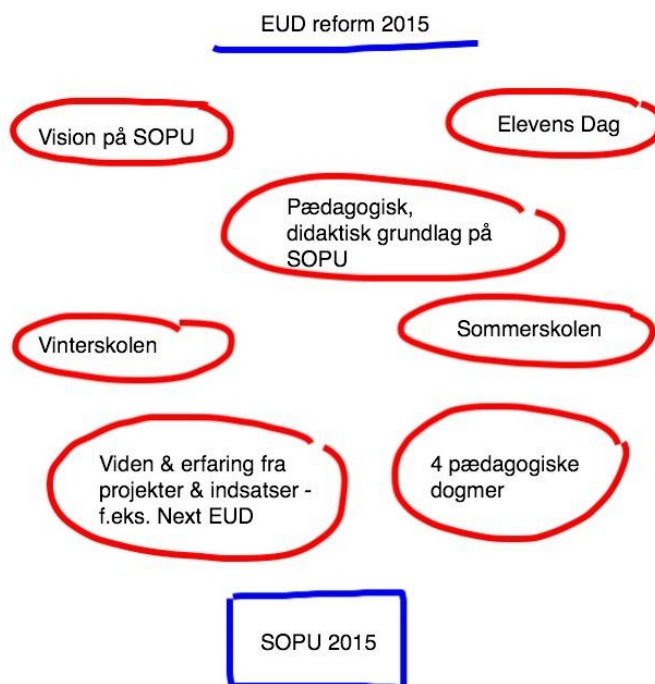 EUD reform 2015
Vision på SOPU
Elevens Dag
Pædagogisk,
didaktisk grundlag på
SOPU
Vinterskolen
Sommerskolen
Viden & erfaring fra
projekter & indsatser -
f.eks. Next EUD
4 pædagogiske
dogmer
SOPU 2015